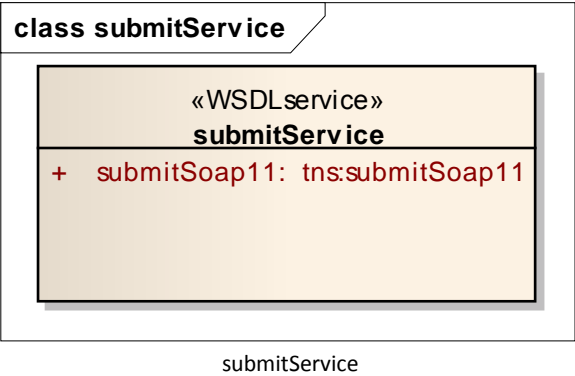 class submitService
«WSDLservice»
submitService
+ submitSoap11: tns:submitSoap11
submitService